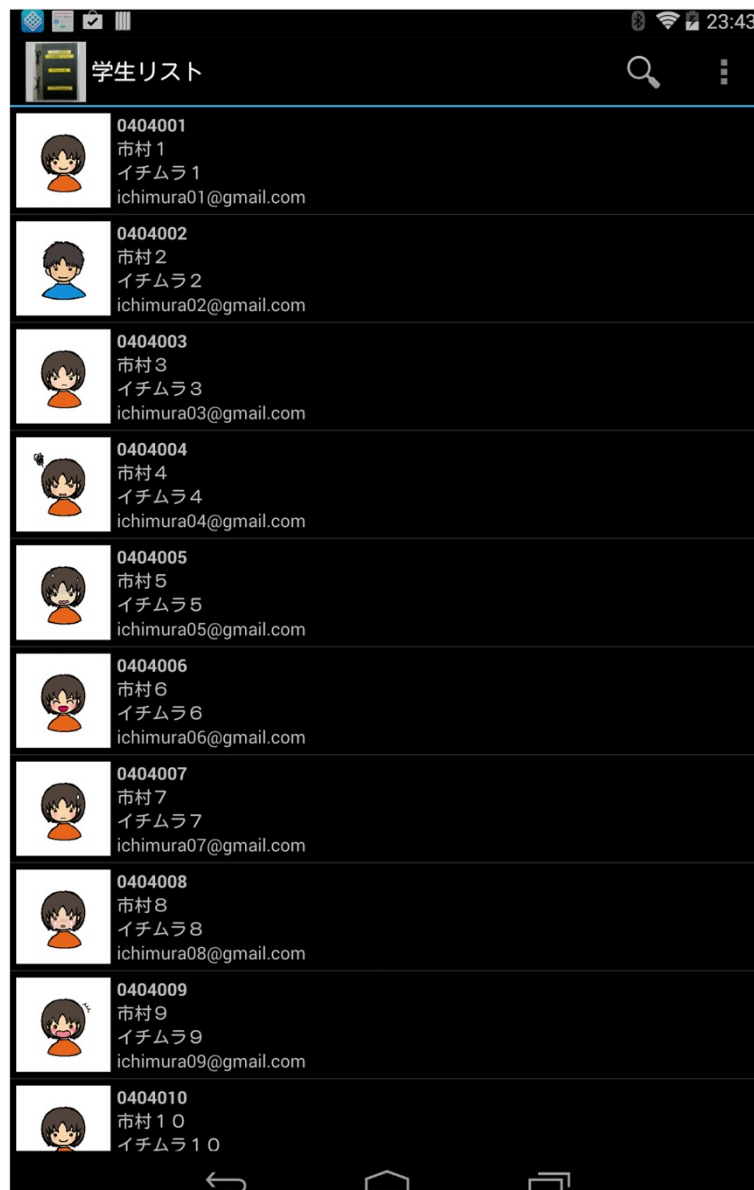 23:43
学生リスト
0404001
市村１
イチムラ１
ichimura01@gmail.com
0404002
市村２
イチムラ２
ichimura02@gmail.com
0404003
市村３
イチムラ３
ichimura03@gmail.com
0404004
市村４
イチムラ４
ichimura04@gmail.com
0404005
市村５
イチムラ５
ichimura05@gmail.com
0404006
市村６
イチムラ６
ichimura06@gmail.com
0404007
市村７
イチムラ７
ichimura07@gmail.com
0404008
市村８
イチムラ８
ichimura08@gmail.com
0404009
市村９
イチムラ９
ichimura09@gmail.com
0404010
市村１０
イチムラ１０